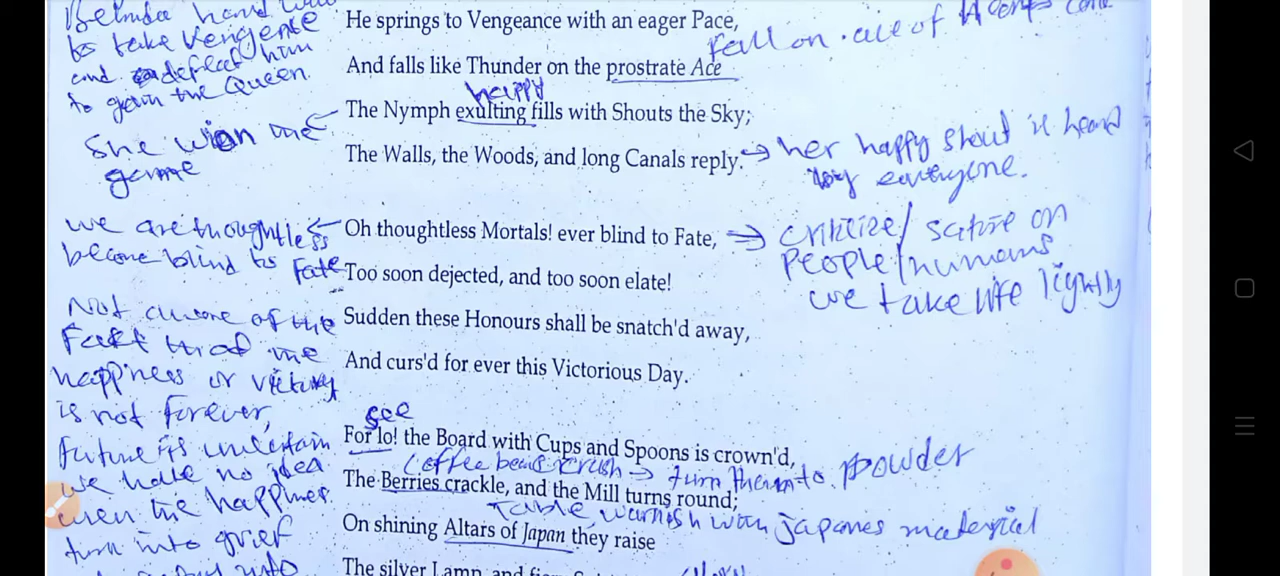 Belinda hand
He springs to Vengeance with an eager Pace,
fall on ace of
to take vengence
and defeat him
And falls like Thunder on the prostrate Ace
to gain the Queen.
happy
The Nymph exulting fills with Shouts the Sky;
She won the
game
The Walls, the Woods, and long Canals reply.
→ her happy shout is heard
by everyone.
we are thoughtless
become blind to Fate
Oh thoughtless Mortals! ever blind to Fate,
→ Criticize/ satire on
People/humans
we take life lightly
Too soon dejected, and too soon elate!
Not aware of the
Fact that the
happiness or victory
is not forever,
Sudden these Honours shall be snatch'd away,
And curs'd for ever this Victorious Day.
future is uncertain
we have no idea
when the happiness
turn into grief
see
For lo! the Board with Cups and Spoons is crown'd,
Coffee beans crush → turn them to powder
The Berries crackle, and the Mill turns round;
Table, warnish with Japanes material
On shining Altars of Japan they raise
The silver Lamp,